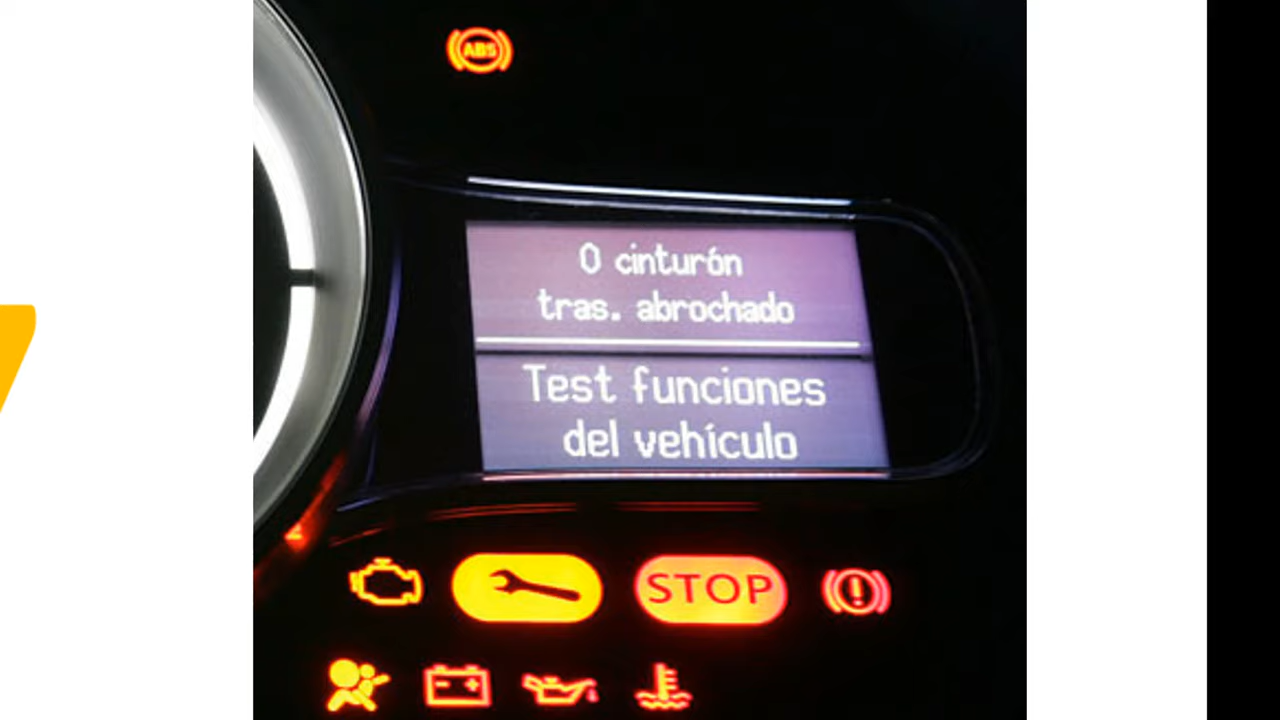 ABS
0 cinturón
tras. abrochado
Test funciones
del vehículo
STOP